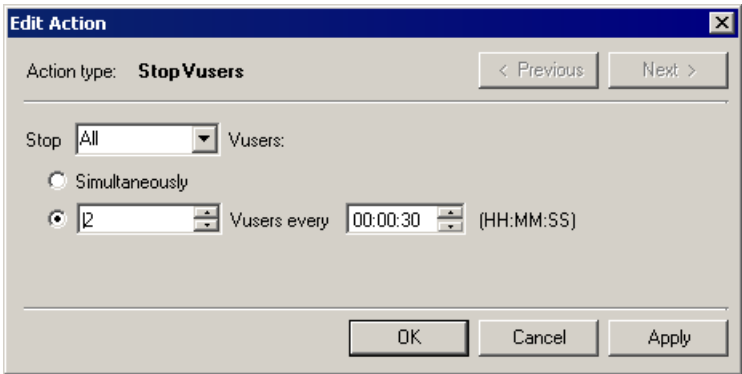 Edit Action
Action type: Stop Vusers < Previous Next >
Stop All Vusers:
Simultaneously
2 Vusers every 00:00:30 (HH:MM:SS)
OK Cancel Apply